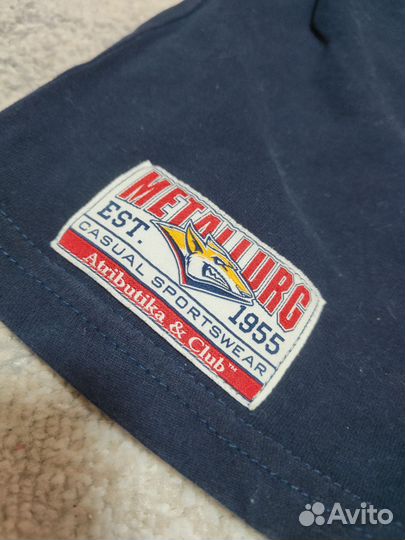 METALLURG
EST.
1955
CASUAL SPORTSWEAR
Atributika & Club™
Avito